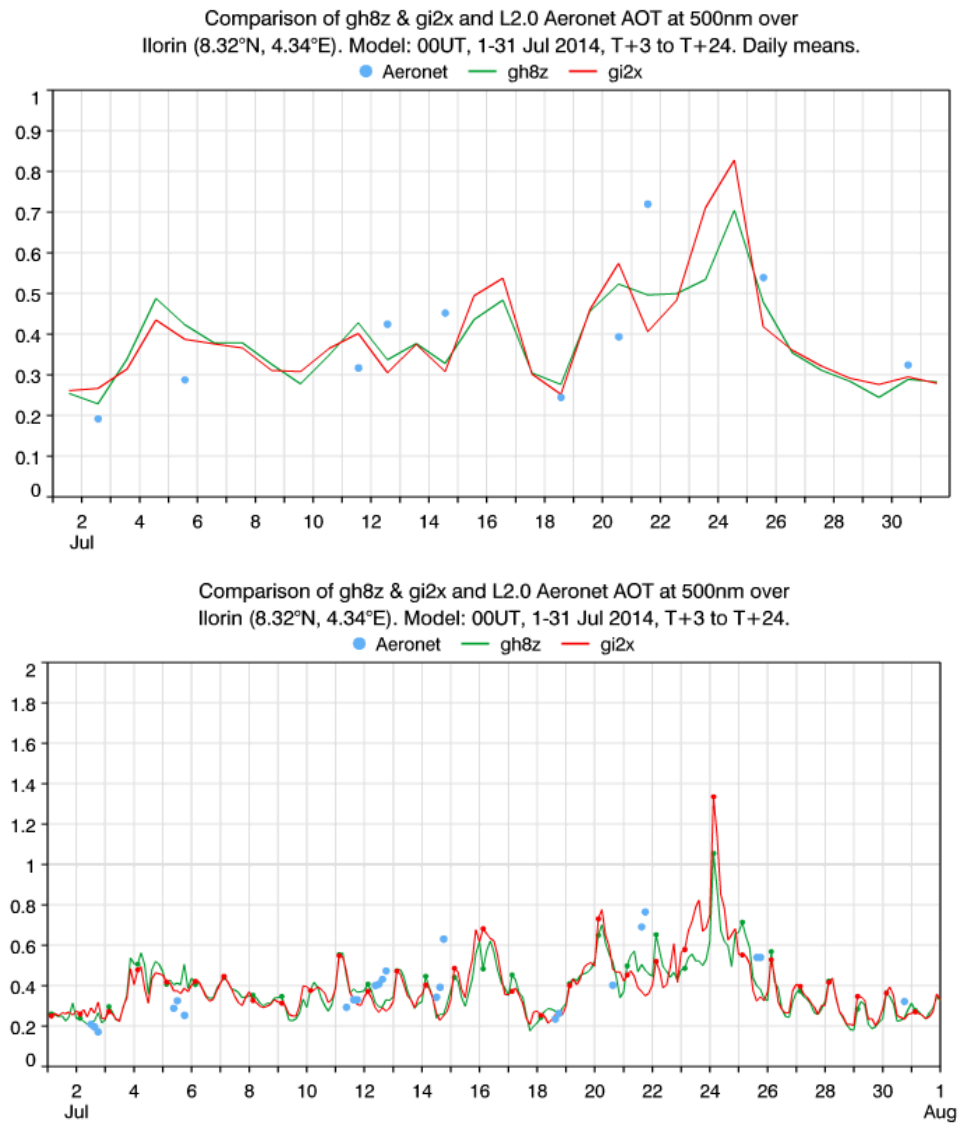 Comparison of gh8z & gi2x and L2.0 Aeronet AOT at 500nm over
Ilorin (8.32°N, 4.34°E). Model: 00UT, 1-31 Jul 2014, T+3 to T+24. Daily means.
Aeronet gh8z gi2x
1
0.9
0.8
0.7
0.6
0.5
0.4
0.3
0.2
0.1
0
2 4 6 8 10 12 14 16 18 20 22 24 26 28 30
Jul
Comparison of gh8z & gi2x and L2.0 Aeronet AOT at 500nm over
Ilorin (8.32°N, 4.34°E). Model: 00UT, 1-31 Jul 2014, T+3 to T+24.
Aeronet gh8z gi2x
2
1.8
1.6
1.4
1.2
1
0.8
0.6
0.4
0.2
0
2 4 6 8 10 12 14 16 18 20 22 24 26 28 30 1
Jul Aug